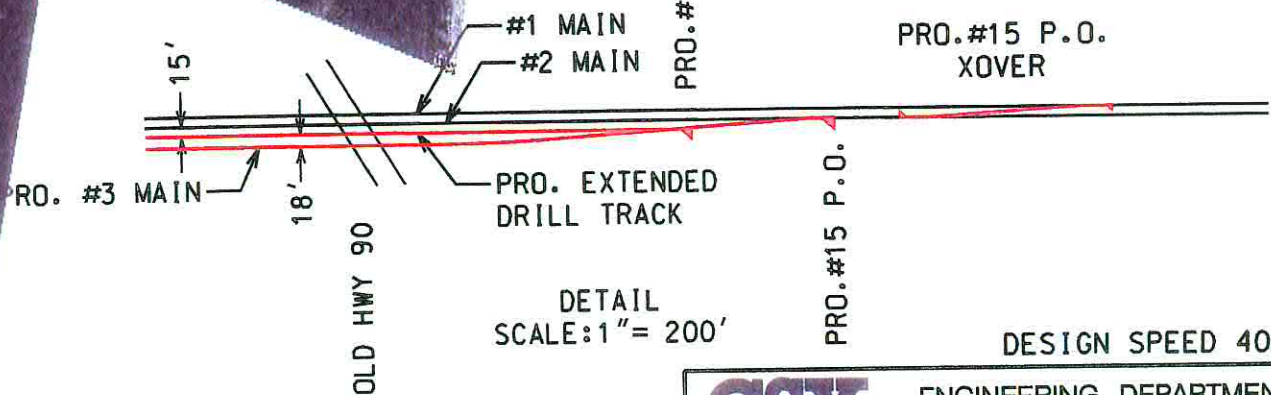 #1 MAIN
#2 MAIN
15'
PRO.#
PRO.#15 P.O.
XOVER
RO. #3 MAIN
18'
OLD HWY 90
PRO. EXTENDED
DRILL TRACK
PRO.#15 P.O.
DETAIL
SCALE:1"= 200'
DESIGN SPEED 40
ENGINEERING DEPARTMEN